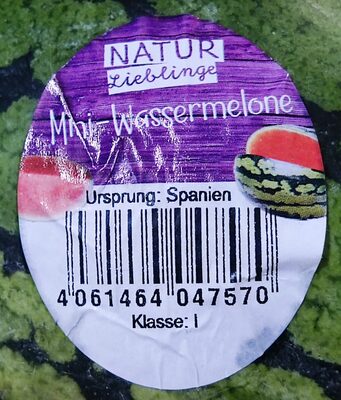 NATUR
Lieblinge
Mini-Wassermelone
Ursprung: Spanien
4 061464 047570
Klasse: I